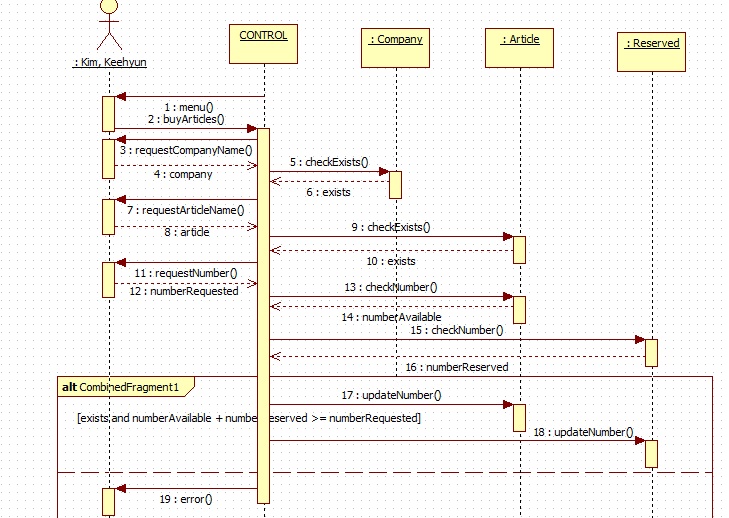 : Kim, Keehyun
CONTROL
: Company
: Article
: Reserved
1 : menu()
2 : buyArticles()
3 : requestCompanyName()
4 : company
5 : checkExists()
6 : exists
7 : requestArticleName()
8 : article
9 : checkExists()
10 : exists
11 : requestNumber()
12 : numberRequested
13 : checkNumber()
14 : numberAvailable
15 : checkNumber()
16 : numberReserved
alt CombinedFragment1
17 : updateNumber()
[exists and numberAvailable + numberReserved >= numberRequested]
18 : updateNumber()
19 : error()